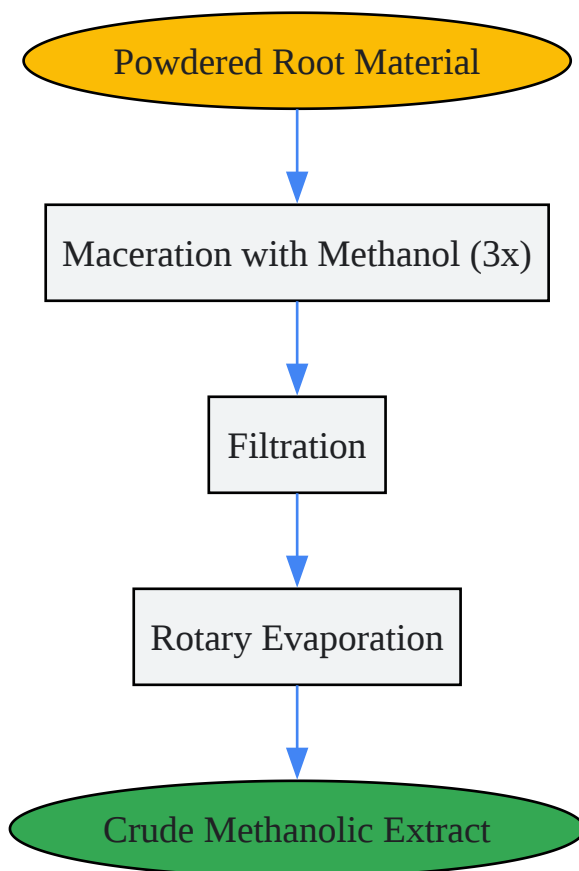 Powdered Root Material
Maceration with Methanol (3x)
Filtration
Rotary Evaporation
Crude Methanolic Extract